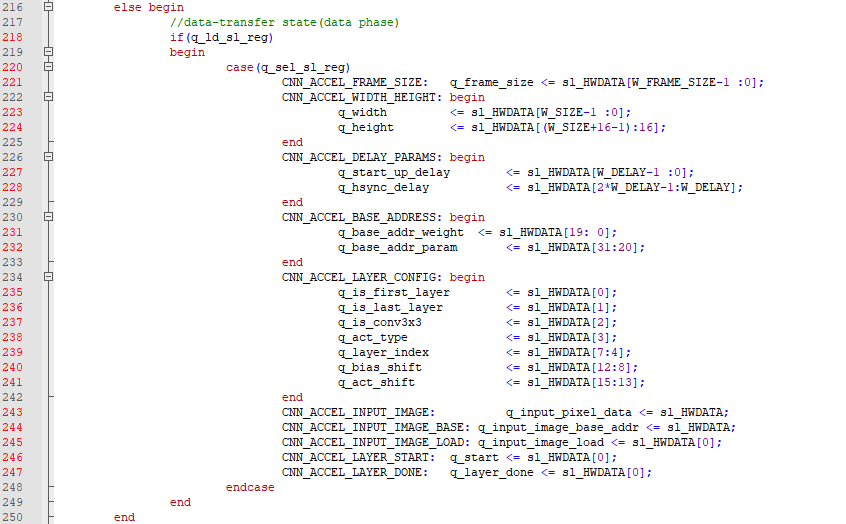 216 else begin
217 //data-transfer state(data phase)
218 if(q_ld_sl_reg)
219 begin
220 case(q_sel_sl_reg)
221 CNN_ACCEL_FRAME_SIZE: q_frame_size <= sl_HWDATA[W_FRAME_SIZE-1 :0];
222 CNN_ACCEL_WIDTH_HEIGHT: begin
223 q_width <= sl_HWDATA[W_SIZE-1 :0];
224 q_height <= sl_HWDATA[(W_SIZE+16-1):16];
225 end
226 CNN_ACCEL_DELAY_PARAMS: begin
227 q_start_up_delay <= sl_HWDATA[W_DELAY-1 :0];
228 q_hsync_delay <= sl_HWDATA[2*W_DELAY-1:W_DELAY];
229 end
230 CNN_ACCEL_BASE_ADDRESS: begin
231 q_base_addr_weight <= sl_HWDATA[19: 0];
232 q_base_addr_param <= sl_HWDATA[31:20];
233 end
234 CNN_ACCEL_LAYER_CONFIG: begin
235 q_is_first_layer <= sl_HWDATA[0];
236 q_is_last_layer <= sl_HWDATA[1];
237 q_is_conv3x3 <= sl_HWDATA[2];
238 q_act_type <= sl_HWDATA[3];
239 q_layer_index <= sl_HWDATA[7:4];
240 q_bias_shift <= sl_HWDATA[12:8];
241 q_act_shift <= sl_HWDATA[15:13];
242 end
243 CNN_ACCEL_INPUT_IMAGE: q_input_pixel_data <= sl_HWDATA;
244 CNN_ACCEL_INPUT_IMAGE_BASE: q_input_image_base_addr <= sl_HWDATA;
245 CNN_ACCEL_INPUT_IMAGE_LOAD: q_input_image_load <= sl_HWDATA[0];
246 CNN_ACCEL_LAYER_START: q_start <= sl_HWDATA[0];
247 CNN_ACCEL_LAYER_DONE: q_layer_done <= sl_HWDATA[0];
248 endcase
249 end
250 end